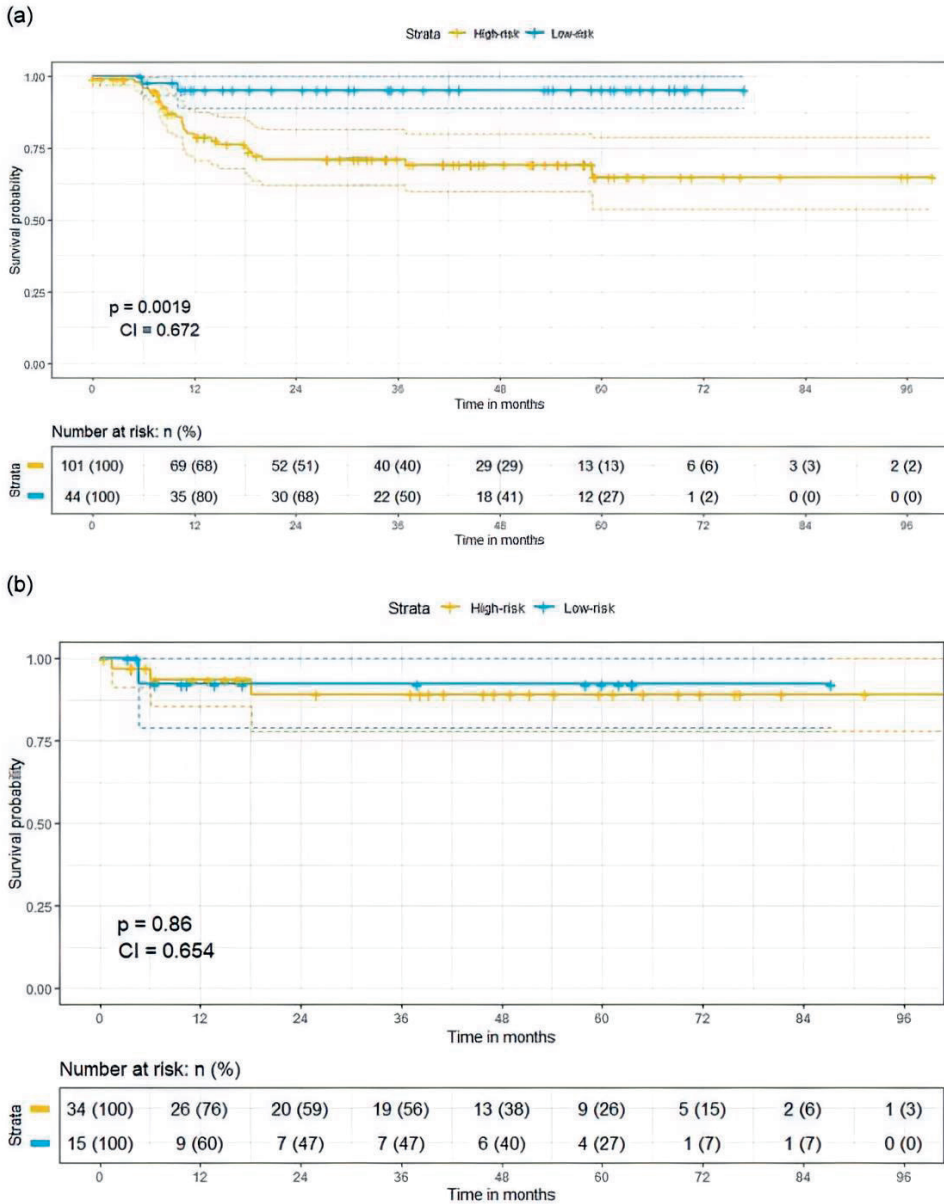 (a)
Strata High-risk Low-risk
1.00
0.75
0.50
0.25
0.00
Survival probability
p = 0.0019
CI = 0.672
0 12 24 36 48 60 72 84 96
Time in months
Number at risk: n (%)
Strata
101 (100) 69 (68) 52 (51) 40 (40) 29 (29) 13 (13) 6 (6) 3 (3) 2 (2)
44 (100) 35 (80) 30 (68) 22 (50) 18 (41) 12 (27) 1 (2) 0 (0) 0 (0)
0 12 24 36 48 60 72 84 96
Time in months
(b)
Strata High-risk Low-risk
1.00
0.75
0.50
0.25
0.00
Survival probability
p = 0.86
CI = 0.654
0 12 24 36 48 60 72 84 96
Time in months
Number at risk: n (%)
Strata
34 (100) 26 (76) 20 (59) 19 (56) 13 (38) 9 (26) 5 (15) 2 (6) 1 (3)
15 (100) 9 (60) 7 (47) 7 (47) 6 (40) 4 (27) 1 (7) 1 (7) 0 (0)
0 12 24 36 48 60 72 84 96
Time in months